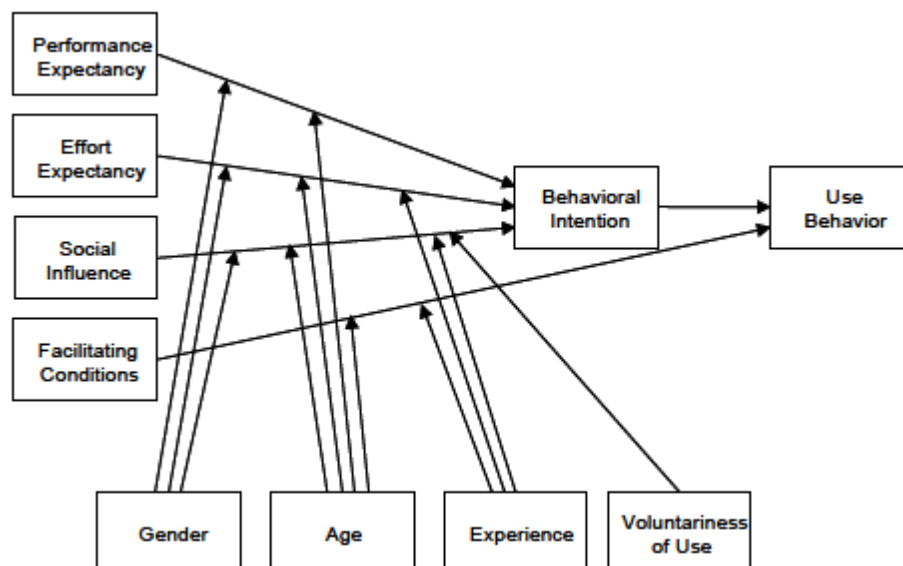 Performance
Expectancy
Effort
Expectancy
Social
Influence
Facilitating
Conditions
Behavioral
Intention
Use
Behavior
Gender
Age
Experience
Voluntariness
of Use